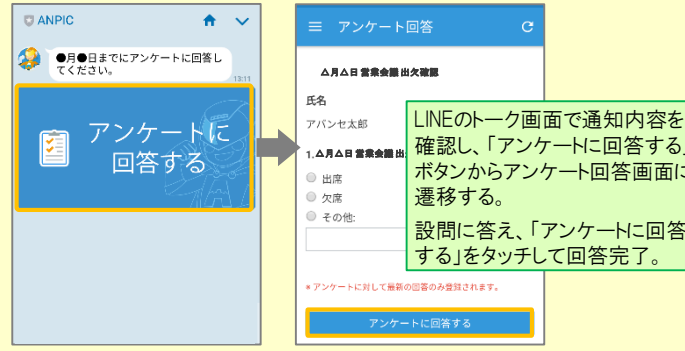 ANPIC
●月●日までにアンケートに回答し
てください。
13:11
アンケートに
回答する
アンケート回答
△月△日 営業会議 出欠確認
氏名
アバンセ太郎
1.△月△日 営業会議 出
出席
欠席
その他:
* アンケートに対して最新の回答のみ登録されます。
アンケートに回答する
LINEのトーク画面で通知内容を
確認し、「アンケートに回答する」
ボタンからアンケート回答画面に
遷移する。
設問に答え、「アンケートに回答
する」をタッチして回答完了。